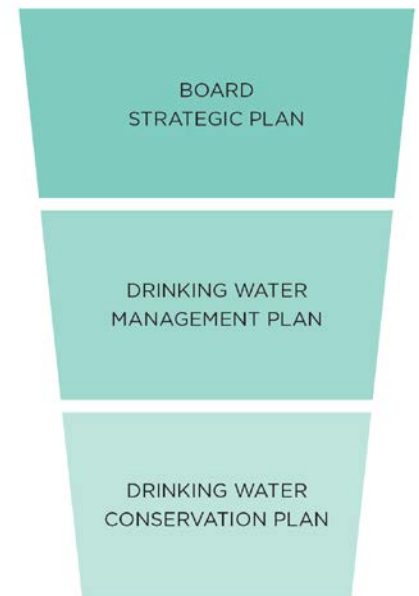 BOARD
STRATEGIC PLAN
DRINKING WATER
MANAGEMENT PLAN
DRINKING WATER
CONSERVATION PLAN